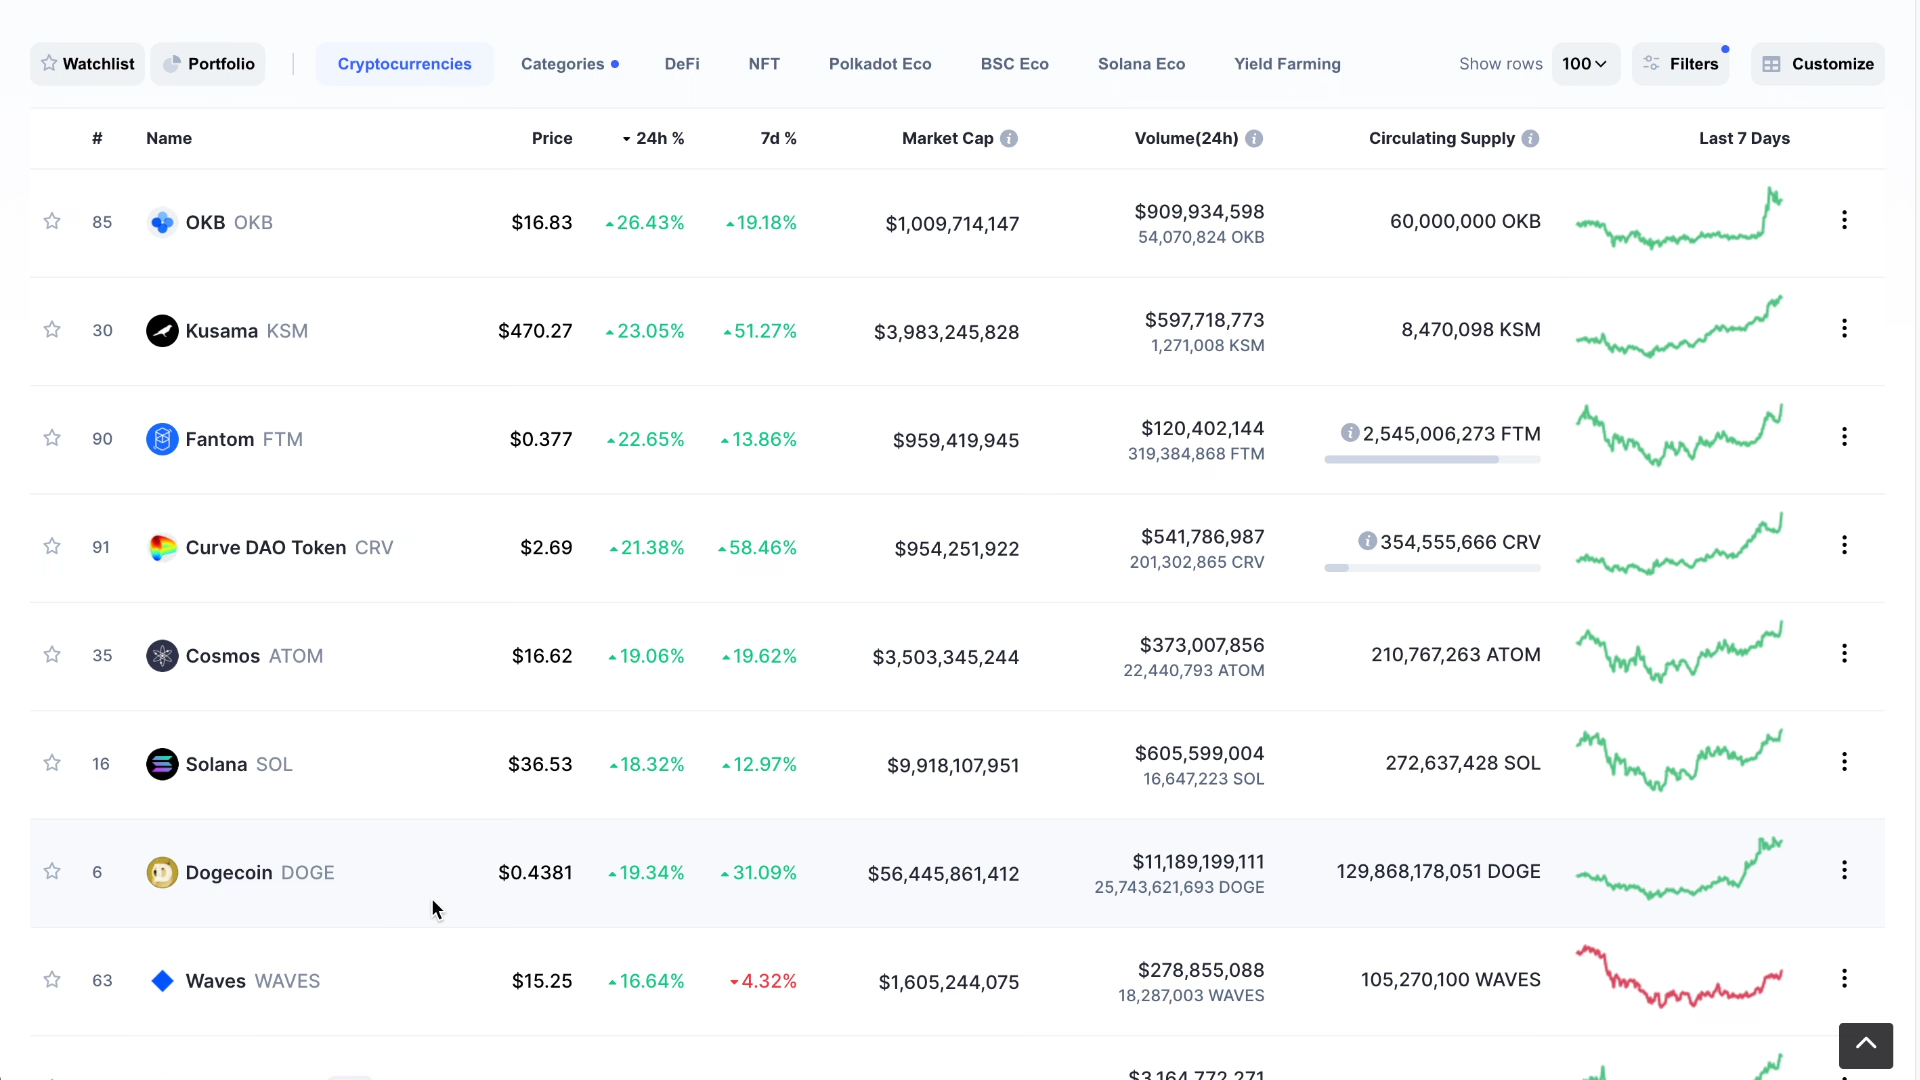 Watchlist Portfolio Cryptocurrencies Categories DeFi NFT Polkadot Eco BSC Eco Solana Eco Yield Farming Show rows 100 Filters Customize
# Name Price 24h % 7d % Market Cap Volume(24h) Circulating Supply Last 7 Days
85 OKB OKB $16.83 26.43% 19.18% $1,009,714,147 $909,934,598 60,000,000 OKB
54,070,824 OKB
30 Kusama KSM $470.27 23.05% 51.27% $3,983,245,828 $597,718,773 8,470,098 KSM
1,271,008 KSM
90 Fantom FTM $0.377 22.65% 13.86% $959,419,945 $120,402,144 2,545,006,273 FTM
319,384,868 FTM
91 Curve DAO Token CRV $2.69 21.38% 58.46% $954,251,922 $541,786,987 354,555,666 CRV
201,302,865 CRV
35 Cosmos ATOM $16.62 19.06% 19.62% $3,503,345,244 $373,007,856 210,767,263 ATOM
22,440,793 ATOM
16 Solana SOL $36.53 18.32% 12.97% $9,918,107,951 $605,599,004 272,637,428 SOL
16,647,223 SOL
6 Dogecoin DOGE $0.4381 19.34% 31.09% $56,445,861,412 $11,189,199,111 129,868,178,051 DOGE
25,743,621,693 DOGE
63 Waves WAVES $15.25 16.64% 4.32% $1,605,244,075 $278,855,088 105,270,100 WAVES
18,287,003 WAVES
$3,164,772,271